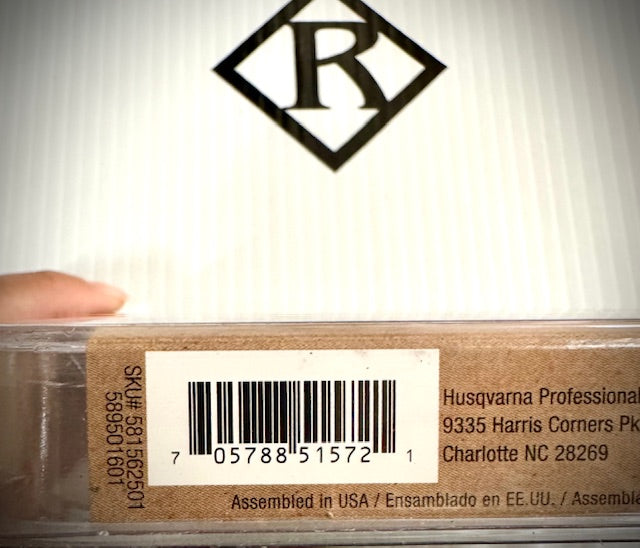 R
SKU# 581562501
589501601
7 05788 51572 1
Husqvarna Professional
9335 Harris Corners Pk
Charlotte NC 28269
Assembled in USA / Ensamblado en EE.UU. / Assembl